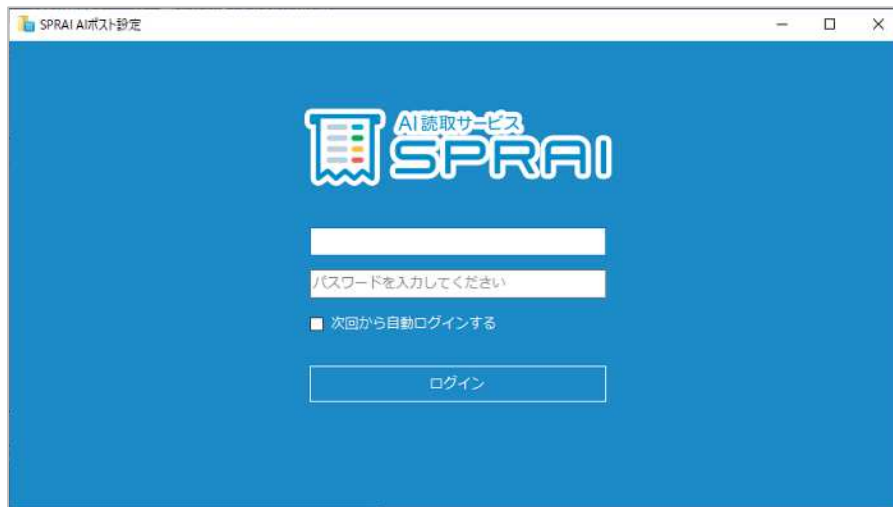 SPRAI AIポスト設定
AI読取サービス
SPRAI
パスワードを入力してください
次回から自動ログインする
ログイン